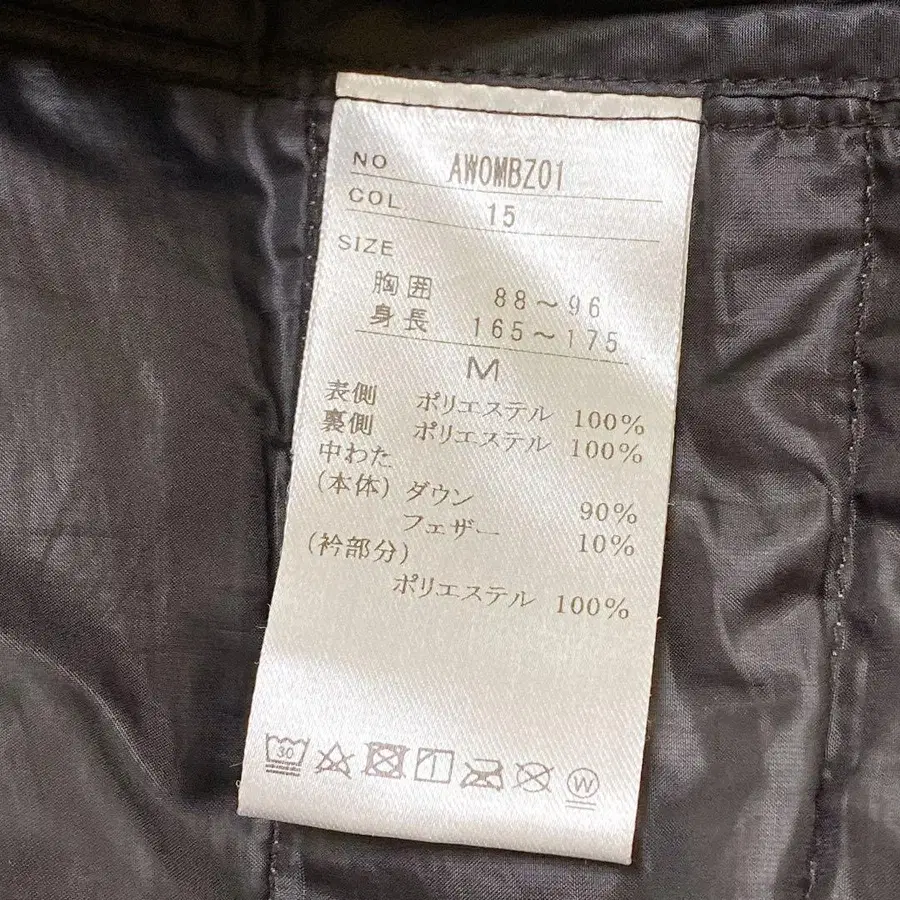 NO AWOMBZ01
COL 15
SIZE
胸囲 88～96
身長 165～175
M
表側 ポリエステル 100%
裏側 ポリエステル 100%
中わた
(本体) ダウン 90%
フェザー 10%
(衿部分)
ポリエステル 100%
30
W